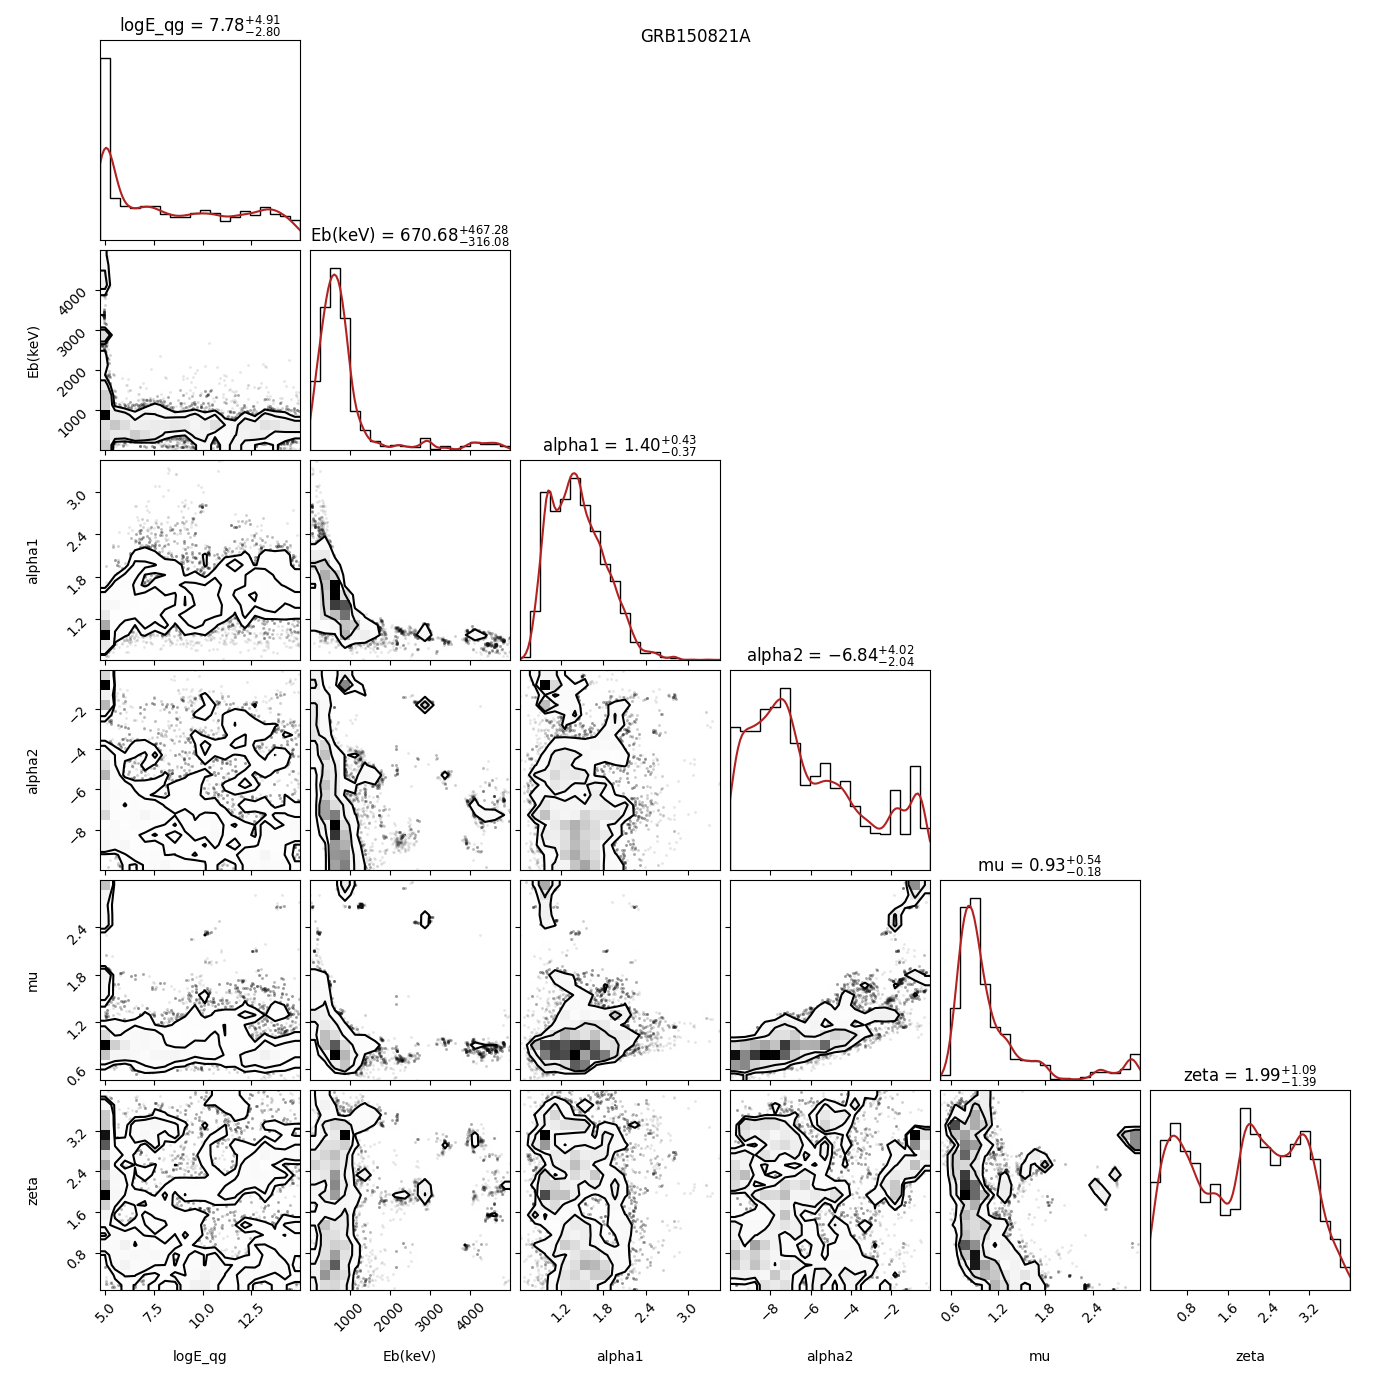 GRB150821A
logE_qg = 7.78 +4.91 −2.80
Eb(keV) = 670.68 +467.28 −316.08
Eb(keV)
4000
3000
2000
1000
alpha1 = 1.40 +0.43 −0.37
alpha1
3.0
2.4
1.8
1.2
alpha2 = −6.84 +4.02 −2.04
alpha2
−2
−4
−6
−8
mu = 0.93 +0.54 −0.18
mu
2.4
1.8
1.2
0.6
zeta = 1.99 +1.09 −1.39
zeta
3.2
2.4
1.6
0.8
5.0 7.5 10.0 12.5
1000 2000 3000 4000
1.2 1.8 2.4 3.0
−8 −6 −4 −2
0.6 1.2 1.8 2.4
0.8 1.6 2.4 3.2
logE_qg Eb(keV) alpha1 alpha2 mu zeta